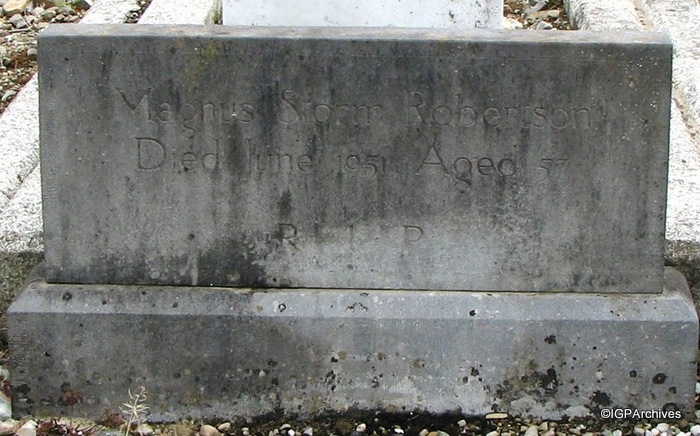 Magnus Storm Robertson
Died June 1951 Aged 57
R. I. P.
©IGPArchives